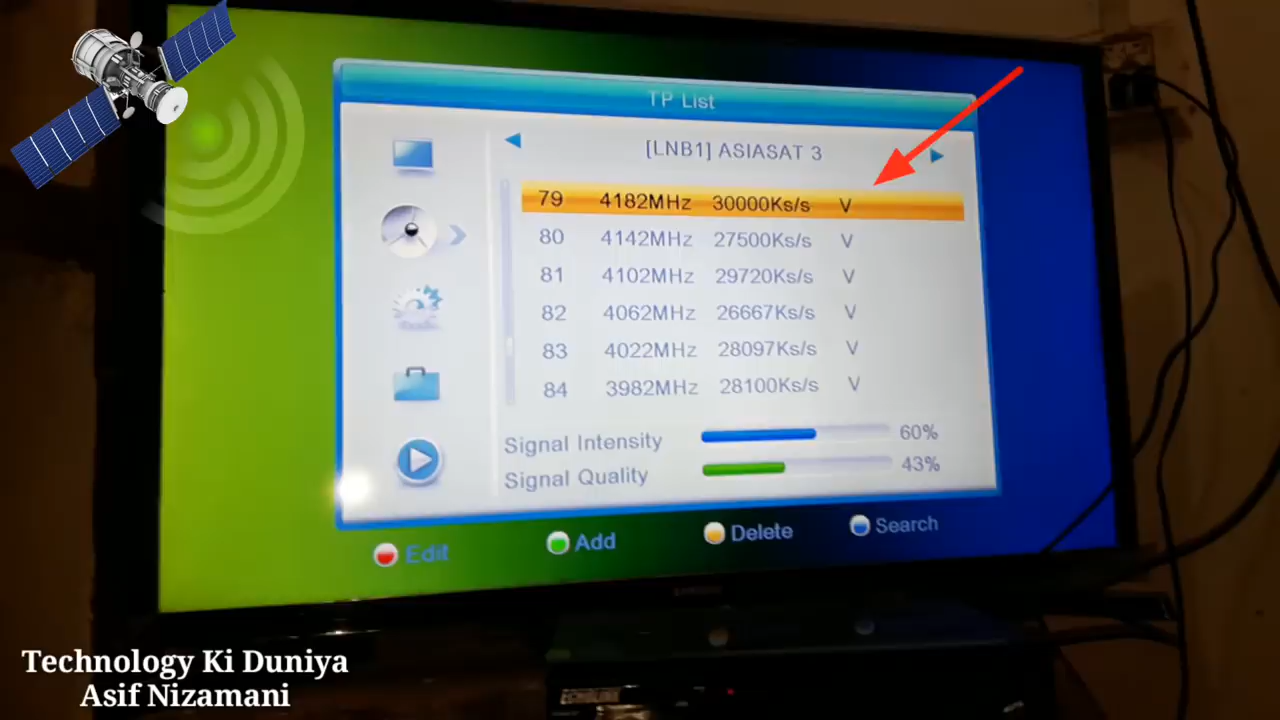 TP List
[LNB1] ASIASAT 3
79 4182MHz 30000Ks/s V
80 4142MHz 27500Ks/s V
81 4102MHz 29720Ks/s V
82 4062MHz 26667Ks/s V
83 4022MHz 28097Ks/s V
84 3982MHz 28100Ks/s V
Signal Intensity 60%
Signal Quality 43%
Edit Add Delete Search
SAMSUNG
Technology Ki Duniya
Asif Nizamani